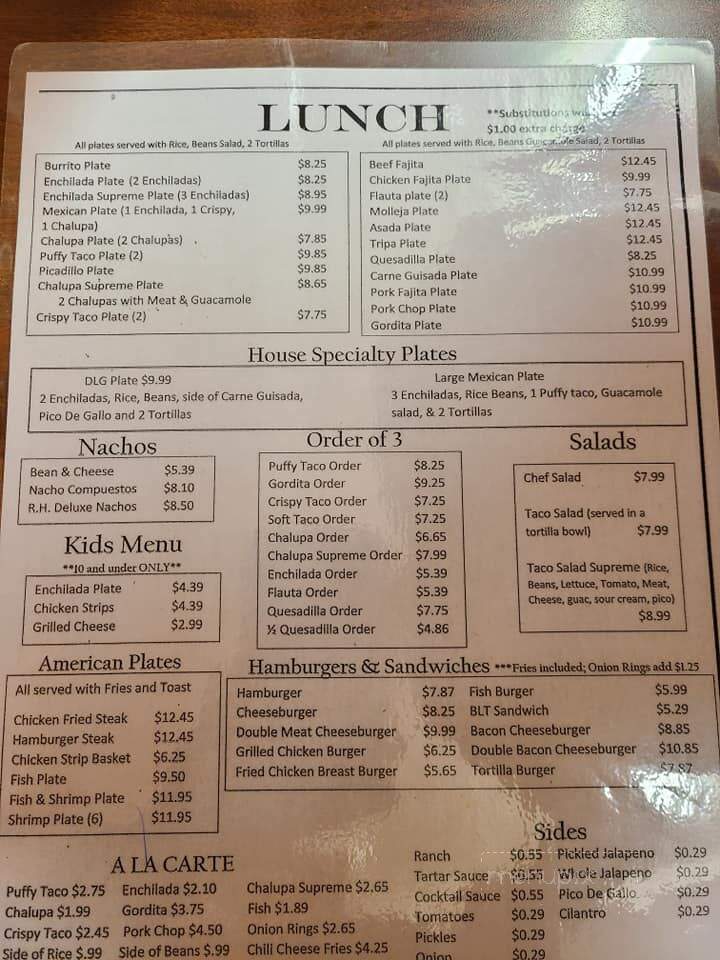 LUNCH
**Substitutions
$1.00 extra charge
All plates served with Rice, Beans Salad, 2 Tortillas
Burrito Plate $8.25
Enchilada Plate (2 Enchiladas) $8.25
Enchilada Supreme Plate (3 Enchiladas) $8.95
Mexican Plate (1 Enchilada, 1 Crispy, $9.99
1 Chalupa)
Chalupa Plate (2 Chalupas) $7.85
Puffy Taco Plate (2) $9.85
Picadillo Plate $9.85
Chalupa Supreme Plate $8.65
2 Chalupas with Meat & Guacamole
Crispy Taco Plate (2) $7.75
All plates served with Rice, Beans Guacamole Salad, 2 Tortillas
Beef Fajita $12.45
Chicken Fajita Plate $9.99
Flauta plate (2) $7.75
Molleja Plate $12.45
Asada Plate $12.45
Tripa Plate $12.45
Quesadilla Plate $8.25
Carne Guisada Plate $10.99
Pork Fajita Plate $10.99
Pork Chop Plate $10.99
Gordita Plate $10.99
House Specialty Plates
DLG Plate $9.99
2 Enchiladas, Rice, Beans, side of Carne Guisada,
Pico De Gallo and 2 Tortillas
Large Mexican Plate
3 Enchiladas, Rice Beans, 1 Puffy taco, Guacamole
salad, & 2 Tortillas
Nachos
Bean & Cheese $5.39
Nacho Compuestos $8.10
R.H. Deluxe Nachos $8.50
Kids Menu
**10 and under ONLY**
Enchilada Plate $4.39
Chicken Strips $4.39
Grilled Cheese $2.99
Order of 3
Puffy Taco Order $8.25
Gordita Order $9.25
Crispy Taco Order $7.25
Soft Taco Order $7.25
Chalupa Order $6.65
Chalupa Supreme Order $7.99
Enchilada Order $5.39
Flauta Order $5.39
Quesadilla Order $7.75
½ Quesadilla Order $4.86
Salads
Chef Salad $7.99
Taco Salad (served in a
tortilla bowl) $7.99
Taco Salad Supreme (Rice,
Beans, Lettuce, Tomato, Meat,
Cheese, guac, sour cream, pico)
$8.99
American Plates
All served with Fries and Toast
Chicken Fried Steak $12.45
Hamburger Steak $12.45
Chicken Strip Basket $6.25
Fish Plate $9.50
Fish & Shrimp Plate $11.95
Shrimp Plate (6) $11.95
Hamburgers & Sandwiches ***Fries included; Onion Rings add $1.25
Hamburger $7.87
Cheeseburger $8.25
Double Meat Cheeseburger $9.99
Grilled Chicken Burger $6.25
Fried Chicken Breast Burger $5.65
Fish Burger $5.99
BLT Sandwich $5.29
Bacon Cheeseburger $8.85
Double Bacon Cheeseburger $10.85
Tortilla Burger $7.87
A LA CARTE
Puffy Taco $2.75 Enchilada $2.10 Chalupa Supreme $2.65
Chalupa $1.99 Gordita $3.75 Fish $1.89
Crispy Taco $2.45 Pork Chop $4.50 Onion Rings $2.65
Side of Rice $.99 Side of Beans $.99 Chili Cheese Fries $4.25
Sides
Ranch $0.55 Pickled Jalapeno $0.29
Tartar Sauce $0.55 Whole Jalapeno $0.29
Cocktail Sauce $0.55 Pico De Gallo $0.29
Tomatoes $0.29 Cilantro $0.29
Pickles $0.29
Onion $0.29